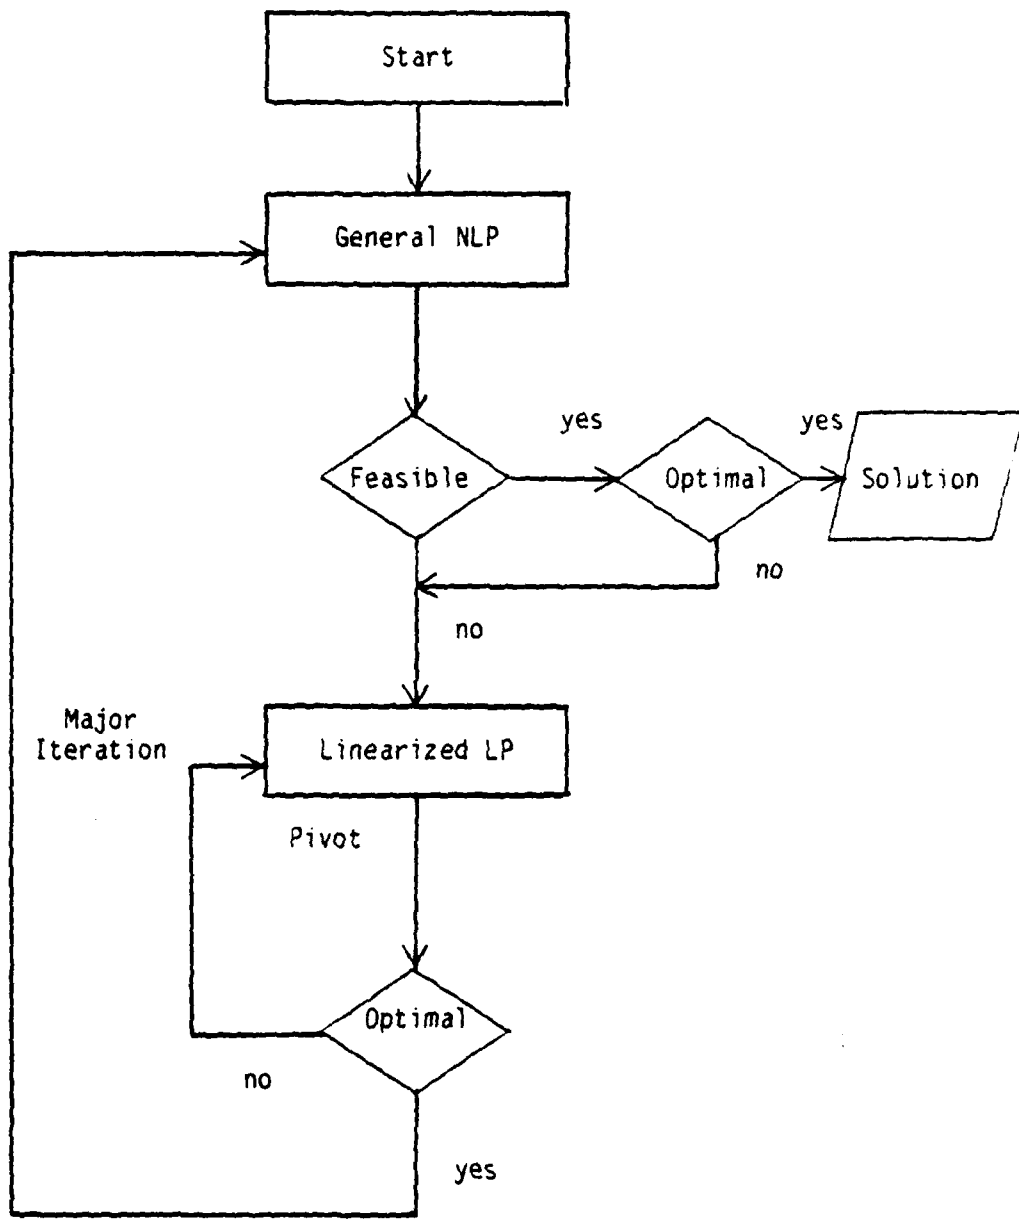 Start
General NLP
yes
yes
Feasible
Optimal
Solution
no
no
Major
Iteration
Linearized LP
Pivot
Optimal
no
yes